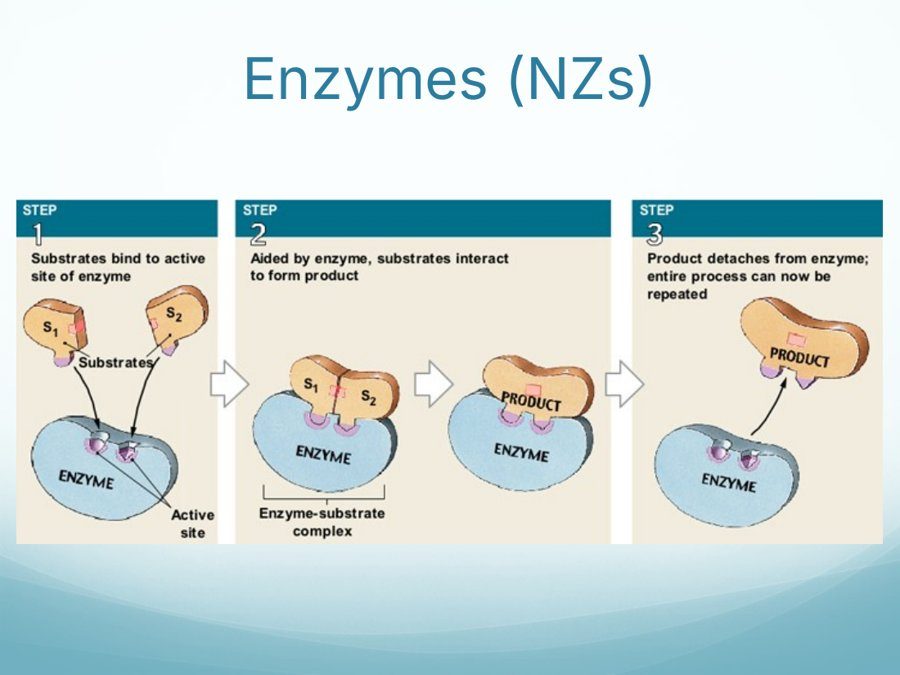 Enzymes (NZs)
STEP
1
Substrates bind to active
site of enzyme
S1
S2
Substrates
ENZYME
Active
site
STEP
2
Aided by enzyme, substrates interact
to form product
S1
S2
ENZYME
Enzyme-substrate
complex
PRODUCT
ENZYME
STEP
3
Product detaches from enzyme;
entire process can now be
repeated
PRODUCT
ENZYME